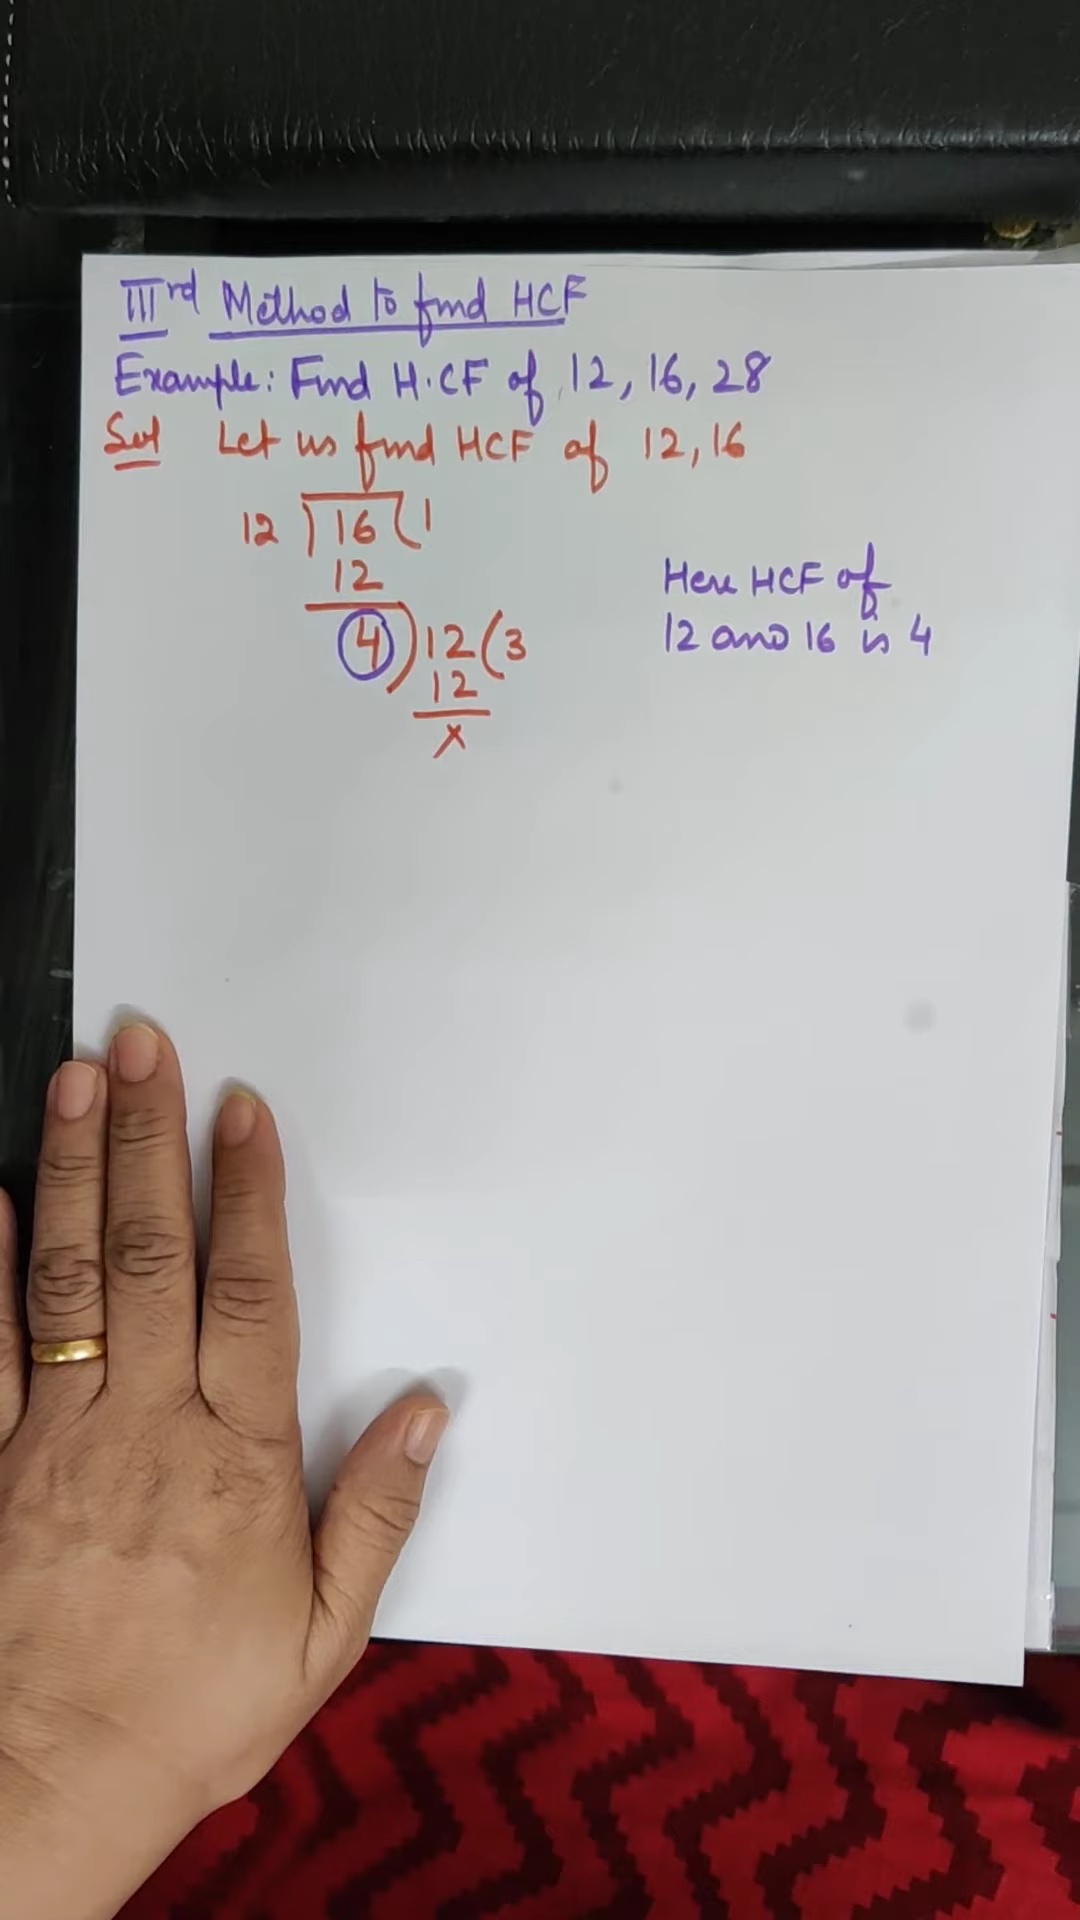 IIIrd Method to find HCF
Example: Find H.CF of 12, 16, 28
Sol Let us find HCF of 12, 16
12 ) 16 ( 1
12
4 ) 12 ( 3
12
x
Here HCF of
12 and 16 is 4